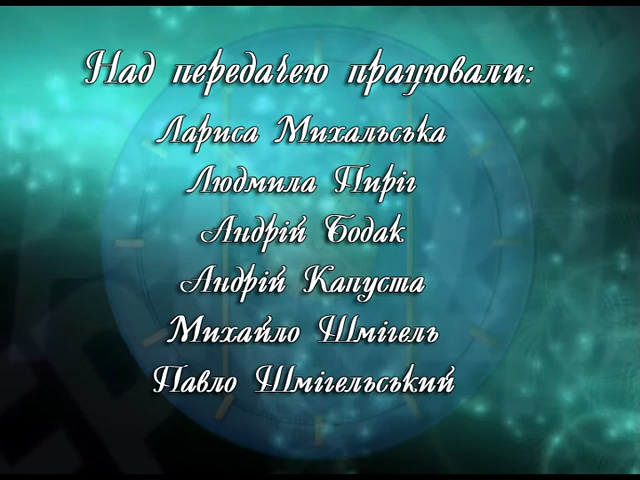 Над передачею працювали:
Лариса Михальська
Людмила Пиріг
Андрій Бодак
Андрій Капуста
Михайло Шмігель
Павло Шмігельський